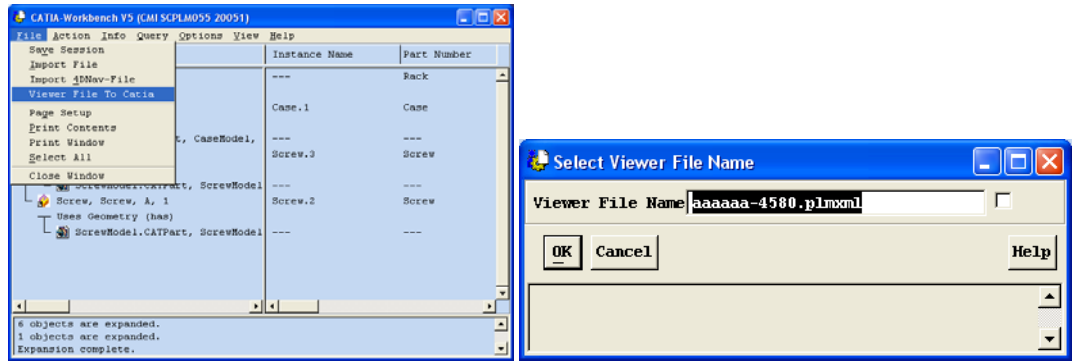 CATIA-Workbench V5 (CMI SCPLM055 20051)
File Action Info Query Options View Help
Save Session
Import File
Import 4DNav-File
Viewer File To Catia
Page Setup
Print Contents
Print Window
Select All
Close Window
Instance Name Part Number
--- Rack
Case.1 Case
t, CaseModel, --- ---
Screw.3 Screw
ScrewModel.CATPart, ScrewModel --- ---
Screw, Screw, A, 1 Screw.2 Screw
Uses Geometry (has)
ScrewModel.CATPart, ScrewModel --- ---
6 objects are expanded.
1 objects are expanded.
Expansion complete.
Select Viewer File Name
Viewer File Name aaaaaa-4580.plmxml
OK Cancel Help